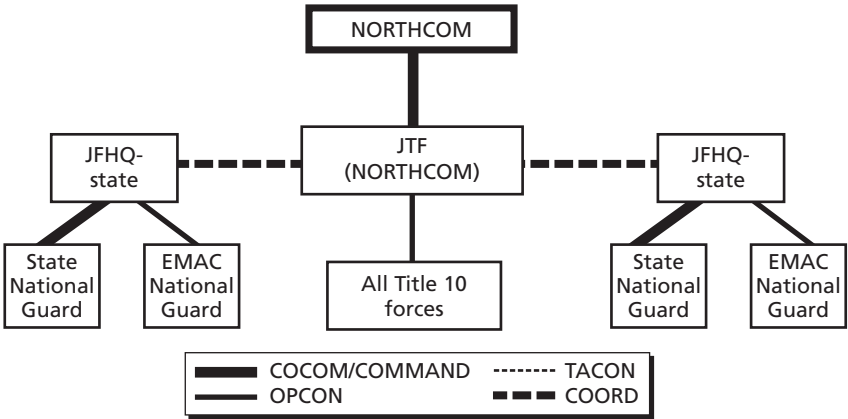 NORTHCOM
JFHQ-
state
JTF
(NORTHCOM)
JFHQ-
state
State
National
Guard
EMAC
National
Guard
All Title 10
forces
State
National
Guard
EMAC
National
Guard
COCOM/COMMAND
TACON
OPCON
COORD